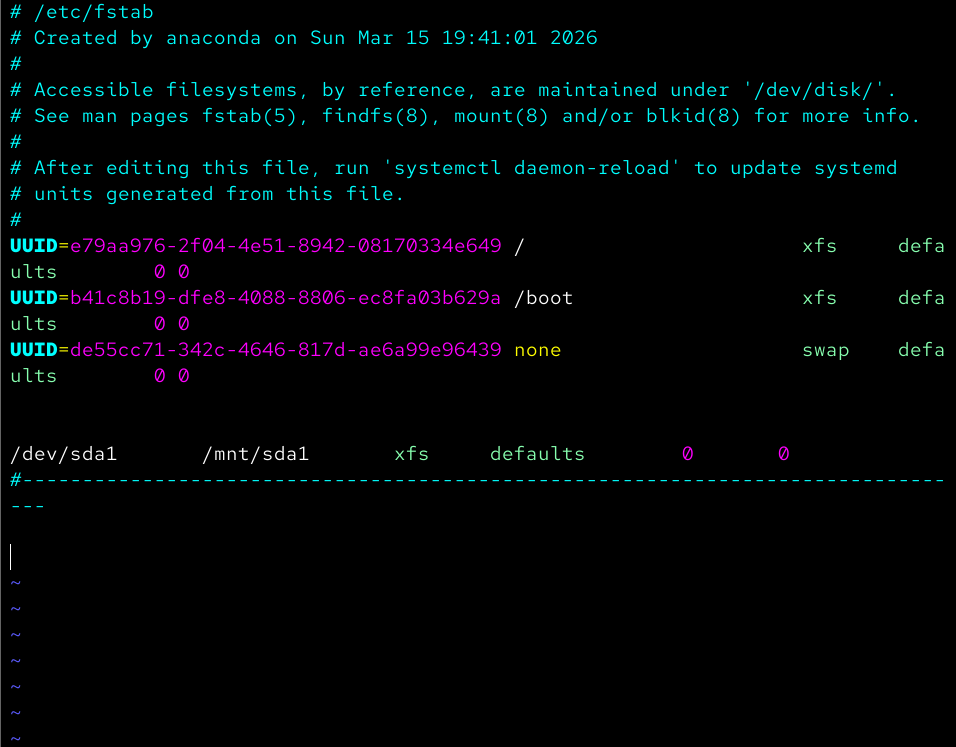 # /etc/fstab
# Created by anaconda on Sun Mar 15 19:41:01 2026
#
# Accessible filesystems, by reference, are maintained under '/dev/disk/'.
# See man pages fstab(5), findfs(8), mount(8) and/or blkid(8) for more info.
#
# After editing this file, run 'systemctl daemon-reload' to update systemd
# units generated from this file.
#
UUID=e79aa976-2f04-4e51-8942-08170334e649 /                       xfs     defa
ults        0 0
UUID=b41c8b19-dfe8-4088-8806-ec8fa03b629a /boot                   xfs     defa
ults        0 0
UUID=de55cc71-342c-4646-817d-ae6a99e96439 none                    swap    defa
ults        0 0
/dev/sda1       /mnt/sda1       xfs     defaults        0       0
#-----------------------------------------------------------------------------
---
~
~
~
~
~
~
~